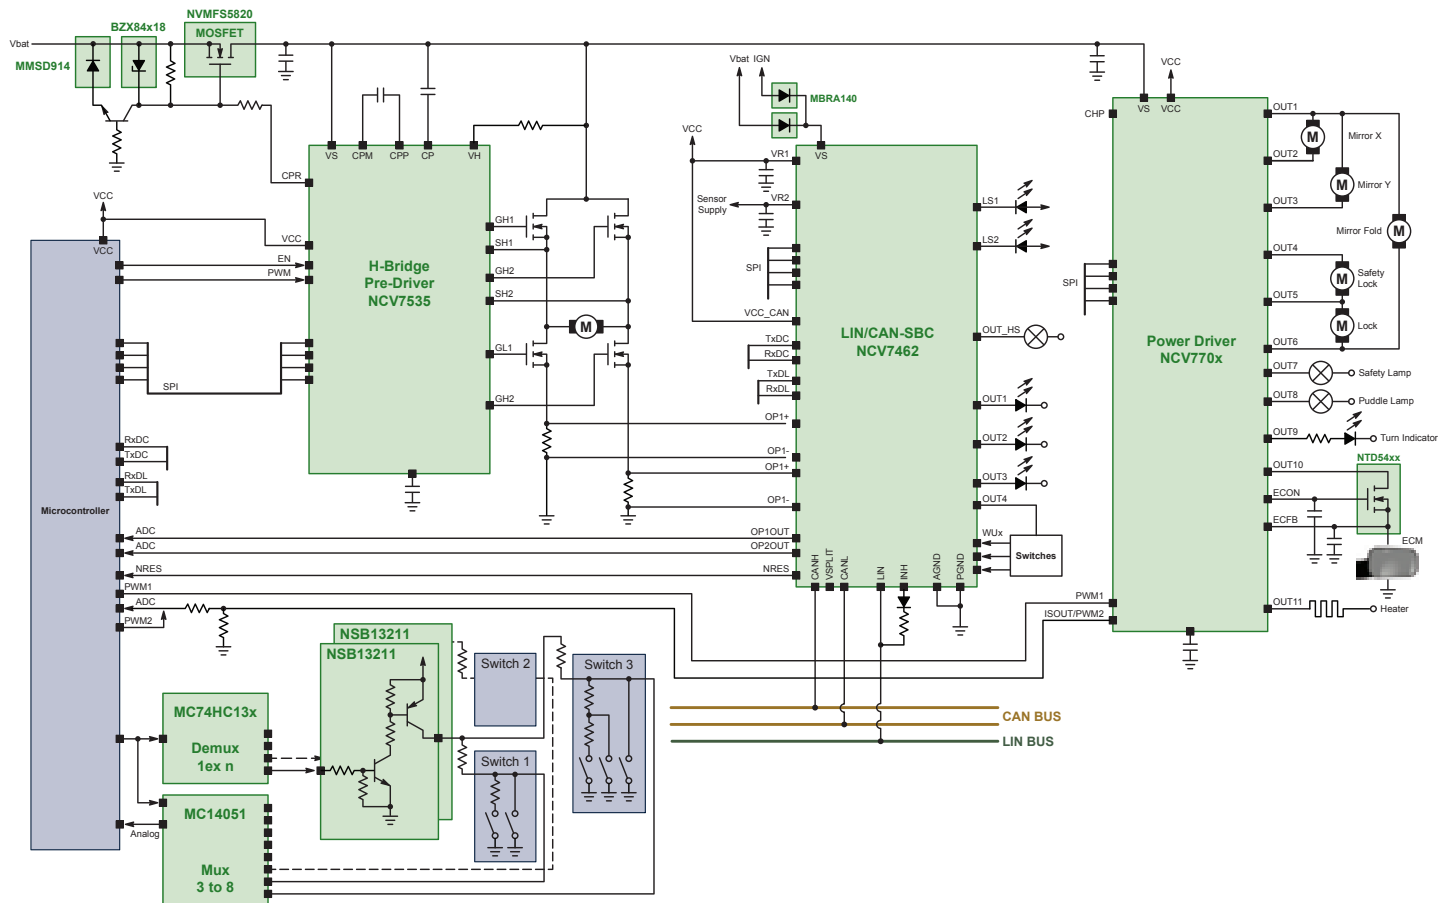 NVMFS5820
BZX84x18
MOSFET
Vbat
MMSD914
Vbat IGN
MBRA140
VCC
VCC
VS
VCC
CHP
OUT1
Mirror X
OUT2
Mirror Y
OUT3
Mirror Fold
OUT4
Safety
Lock
OUT5
Lock
OUT6
OUT7
Safety Lamp
OUT8
Puddle Lamp
OUT9
Turn Indicator
OUT10
NTD54xx
ECON
ECFB
ECM
OUT11
Heater
SPI
Power Driver
NCV770x
PWM1
ISOUT/PWM2
M
M
M
M
M
VS
CPM
CPP
CP
VH
CPR
VCC
EN
PWM
H-Bridge
Pre-Driver
NCV7535
GH1
SH1
GH2
SH2
GL1
GH2
M
VCC
VCC
SPI
RxDC
TxDC
RxDL
TxDL
Microcontroller
ADC
ADC
NRES
PWM1
ADC
PWM2
VS
VR1
VR2
Sensor
Supply
SPI
VCC_CAN
TxDC
RxDC
TxDL
RxDL
OP1+
OP1-
OP1+
OP1-
OP1OUT
OP2OUT
NRES
LIN/CAN-SBC
NCV7462
LS1
LS2
OUT_HS
OUT1
OUT2
OUT3
OUT4
WUx
Switches
CANH
VSPLIT
CANL
LIN
INH
AGND
PGND
NSB13211
NSB13211
Switch 2
Switch 3
Switch 1
CAN BUS
LIN BUS
MC74HC13x
Demux
1ex n
MC14051
Analog
Mux
3 to 8